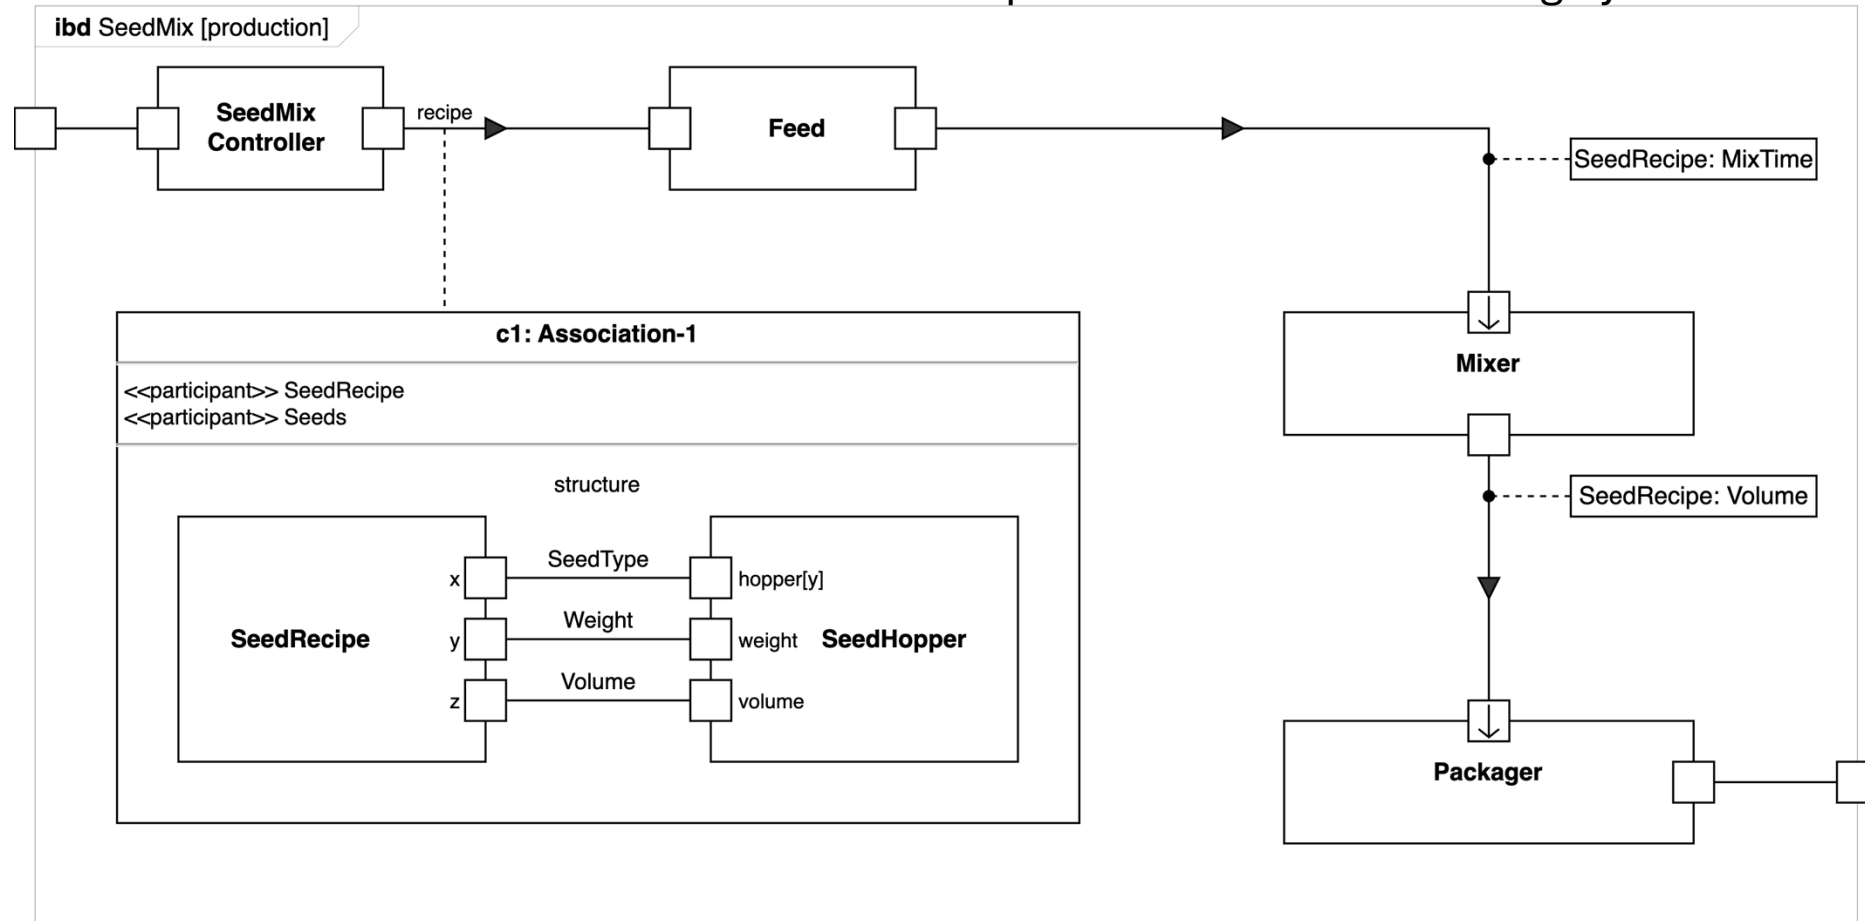 ibd SeedMix [production]
SeedMix
Controller
recipe
Feed
SeedRecipe: MixTime
c1: Association-1
<<participant>> SeedRecipe
<<participant>> Seeds
structure
SeedRecipe
x
SeedType
hopper[y]
y
Weight
weight
SeedHopper
z
Volume
volume
Mixer
SeedRecipe: Volume
Packager